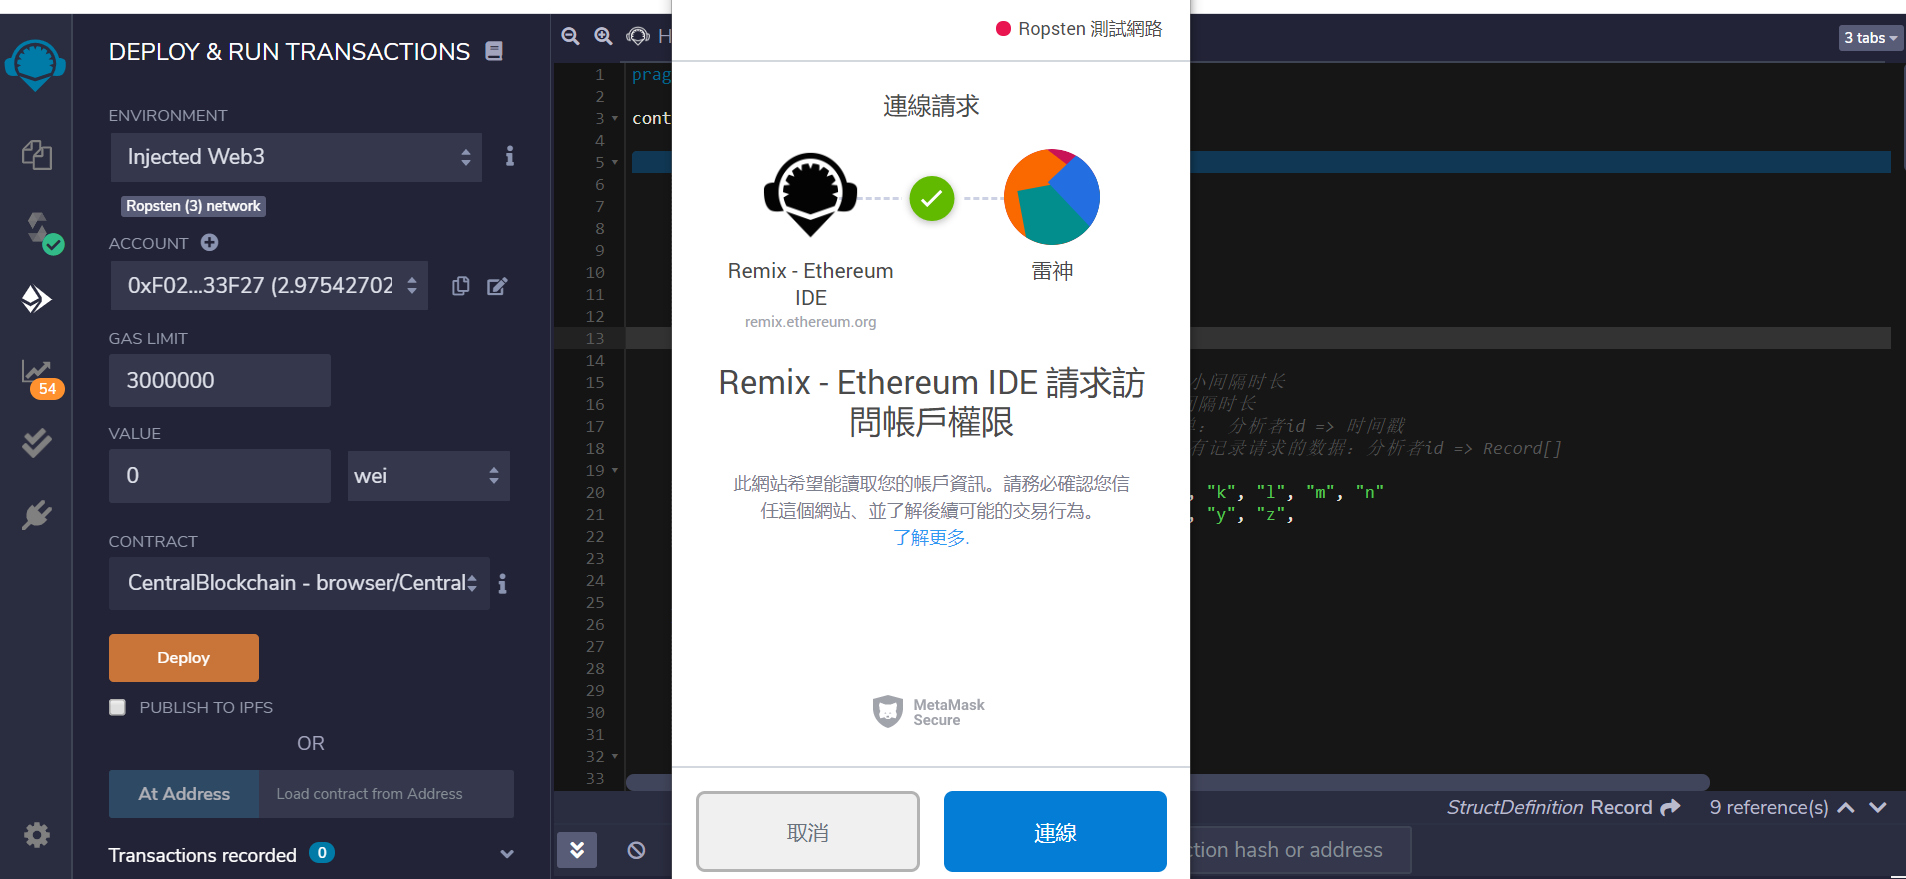 DEPLOY & RUN TRANSACTIONS
ENVIRONMENT
Injected Web3
Ropsten (3) network
ACCOUNT
0xF02...33F27 (2.97542702
GAS LIMIT
3000000
VALUE
0
wei
CONTRACT
CentralBlockchain - browser/Central
Deploy
PUBLISH TO IPFS
OR
At Address
Load contract from Address
Transactions recorded 0
54
H
3 tabs
1 prag
2
3 cont
4
5
6
7
8
9
10
11
12
13
14
15 小间隔时长
16 间隔时长
17 分析者id => 时间戳
18 有记录请求的数据: 分析者id => Record[]
19
20 , "k", "l", "m", "n"
21 , "y", "z",
22
23
24
25
26
27
28
29
30
31
32
33
StructDefinition Record 9 reference(s)
tion hash or address
Ropsten 測試網路
連線請求
Remix - Ethereum
IDE
remix.ethereum.org
雷神
Remix - Ethereum IDE 請求訪
問帳戶權限
此網站希望能讀取您的帳戶資訊。請務必確認您信
任這個網站、並了解後續可能的交易行為。
了解更多.
MetaMask
Secure
取消
連線